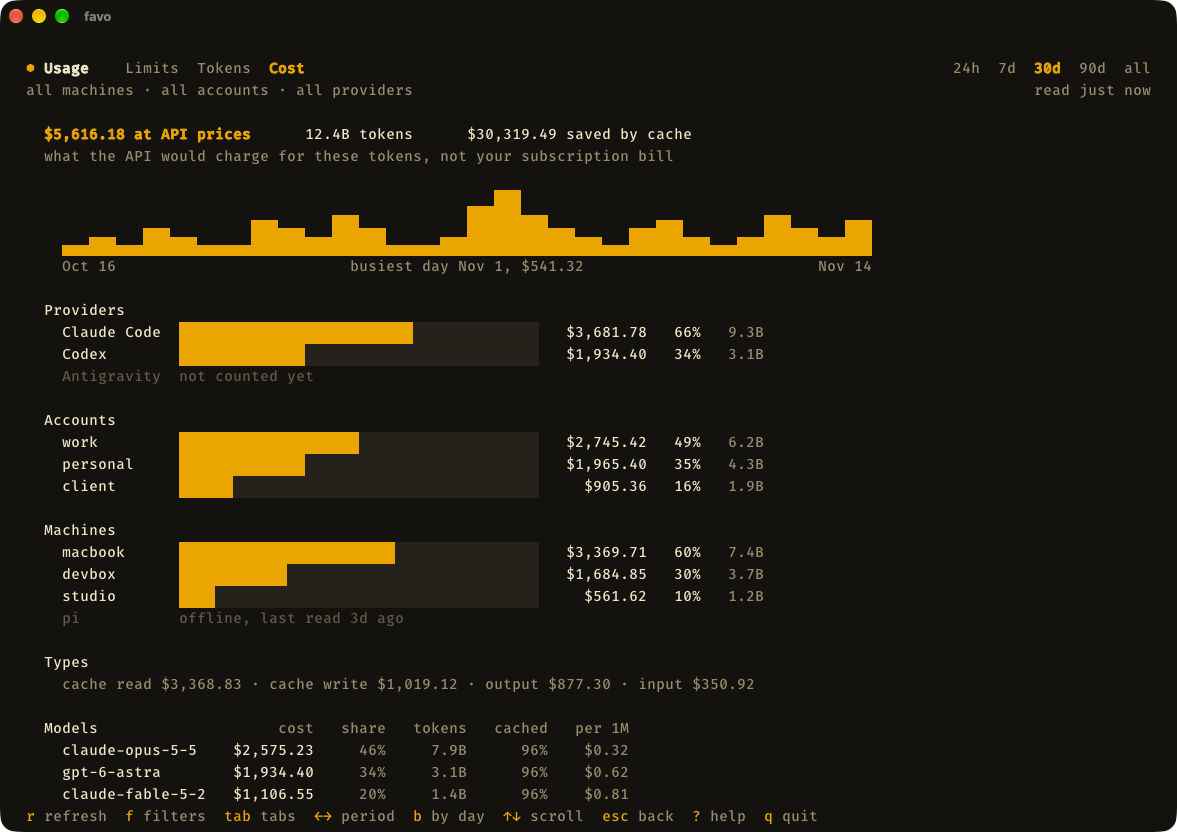 favo
Usage Limits Tokens Cost 24h 7d 30d 90d all
all machines · all accounts · all providers read just now
$5,616.18 at API prices 12.4B tokens $30,319.49 saved by cache
what the API would charge for these tokens, not your subscription bill
Oct 16 busiest day Nov 1, $541.32 Nov 14
Providers
Claude Code $3,681.78 66% 9.3B
Codex $1,934.40 34% 3.1B
Antigravity not counted yet
Accounts
work $2,745.42 49% 6.2B
personal $1,965.40 35% 4.3B
client $905.36 16% 1.9B
Machines
macbook $3,369.71 60% 7.4B
devbox $1,684.85 30% 3.7B
studio $561.62 10% 1.2B
pi offline, last read 3d ago
Types
cache read $3,368.83 · cache write $1,019.12 · output $877.30 · input $350.92
Models cost share tokens cached per 1M
claude-opus-5-5 $2,575.23 46% 7.9B 96% $0.32
gpt-6-astra $1,934.40 34% 3.1B 96% $0.62
claude-fable-5-2 $1,106.55 20% 1.4B 96% $0.81
r refresh f filters tab tabs ↔ period b by day ↑↓ scroll esc back ? help q quit